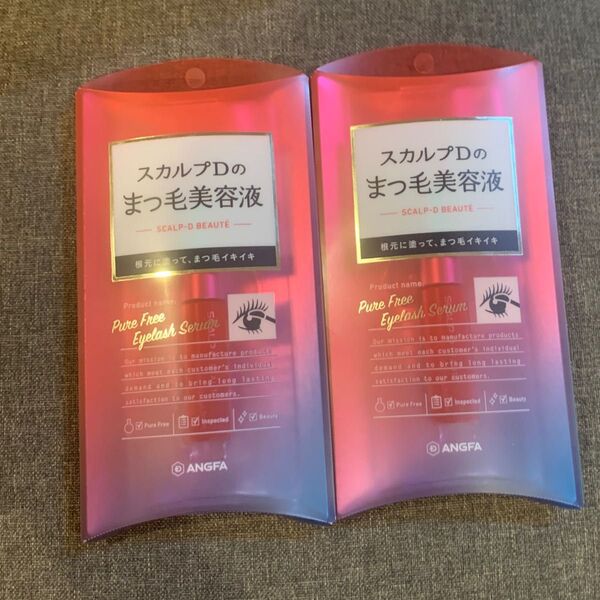 スカルプDの
まつ毛美容液
SCALP-D BEAUTÉ
根元に塗って、まつ毛イキイキ
Product name:
Pure Free
Eyelash Serum
Our mission is to manufacture products
which meet each customer's individual
demand and to bring long lasting
satisfaction to our customers.
Pure Free
Inspected
Beauty
ANGFA
スカルプDの
まつ毛美容液
SCALP-D BEAUTÉ
根元に塗って、まつ毛イキイキ
Product name:
Pure Free
Eyelash Serum
Our mission is to manufacture products
which meet each customer's individual
demand and to bring long lasting
satisfaction to our customers.
Pure Free
Inspected
Beauty
ANGFA